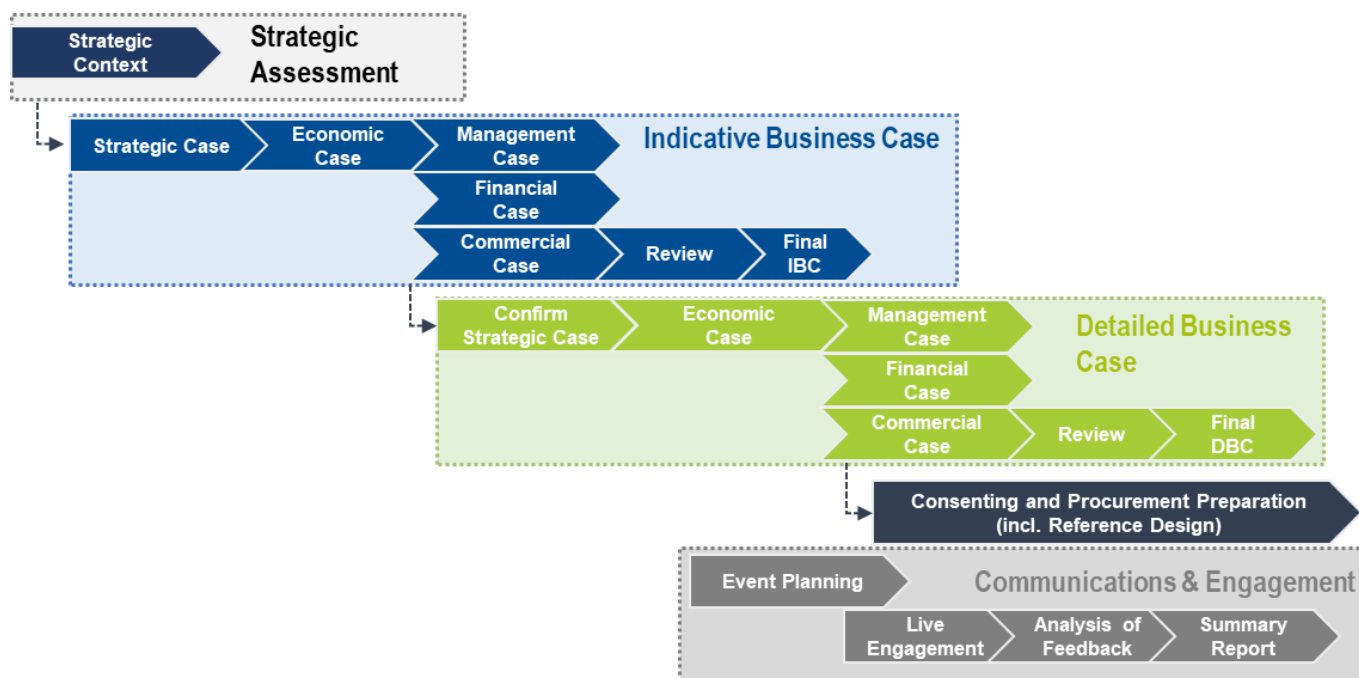 Strategic
Context
Strategic
Assessment
Strategic Case
Economic
Case
Management
Case
Indicative Business Case
Financial
Case
Commercial
Case
Review
Final
IBC
Confirm
Strategic Case
Economic
Case
Management
Case
Detailed Business
Case
Financial
Case
Commercial
Case
Review
Final
DBC
Consenting and Procurement Preparation
(incl. Reference Design)
Event Planning
Communications & Engagement
Live
Engagement
Analysis of
Feedback
Summary
Report